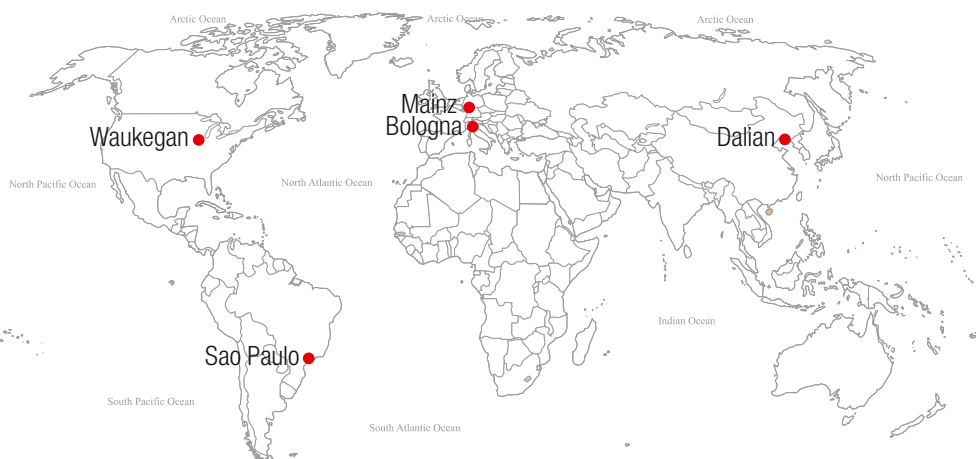 Arctic Ocean
Arctic Ocean
Arctic Ocean
Mainz
Bologna
Waukegan
Dalian
North Pacific Ocean
North Atlantic Ocean
North Pacific Ocean
Indian Ocean
Sao Paulo
South Pacific Ocean
South Atlantic Ocean